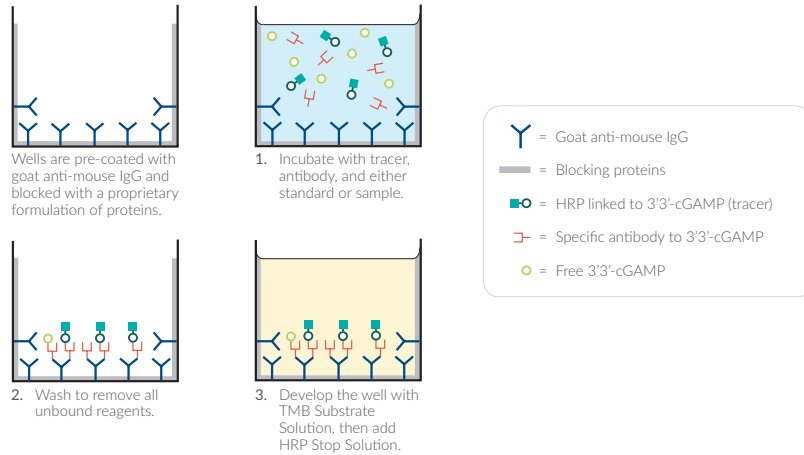 Wells are pre-coated with
goat anti-mouse IgG and
blocked with a proprietary
formulation of proteins.
1. Incubate with tracer,
antibody, and either
standard or sample.
2. Wash to remove all
unbound reagents.
3. Develop the well with
TMB Substrate
Solution, then add
HRP Stop Solution.
= Goat anti-mouse IgG
= Blocking proteins
= HRP linked to 3’3’-cGAMP (tracer)
= Specific antibody to 3’3’-cGAMP
= Free 3’3’-cGAMP